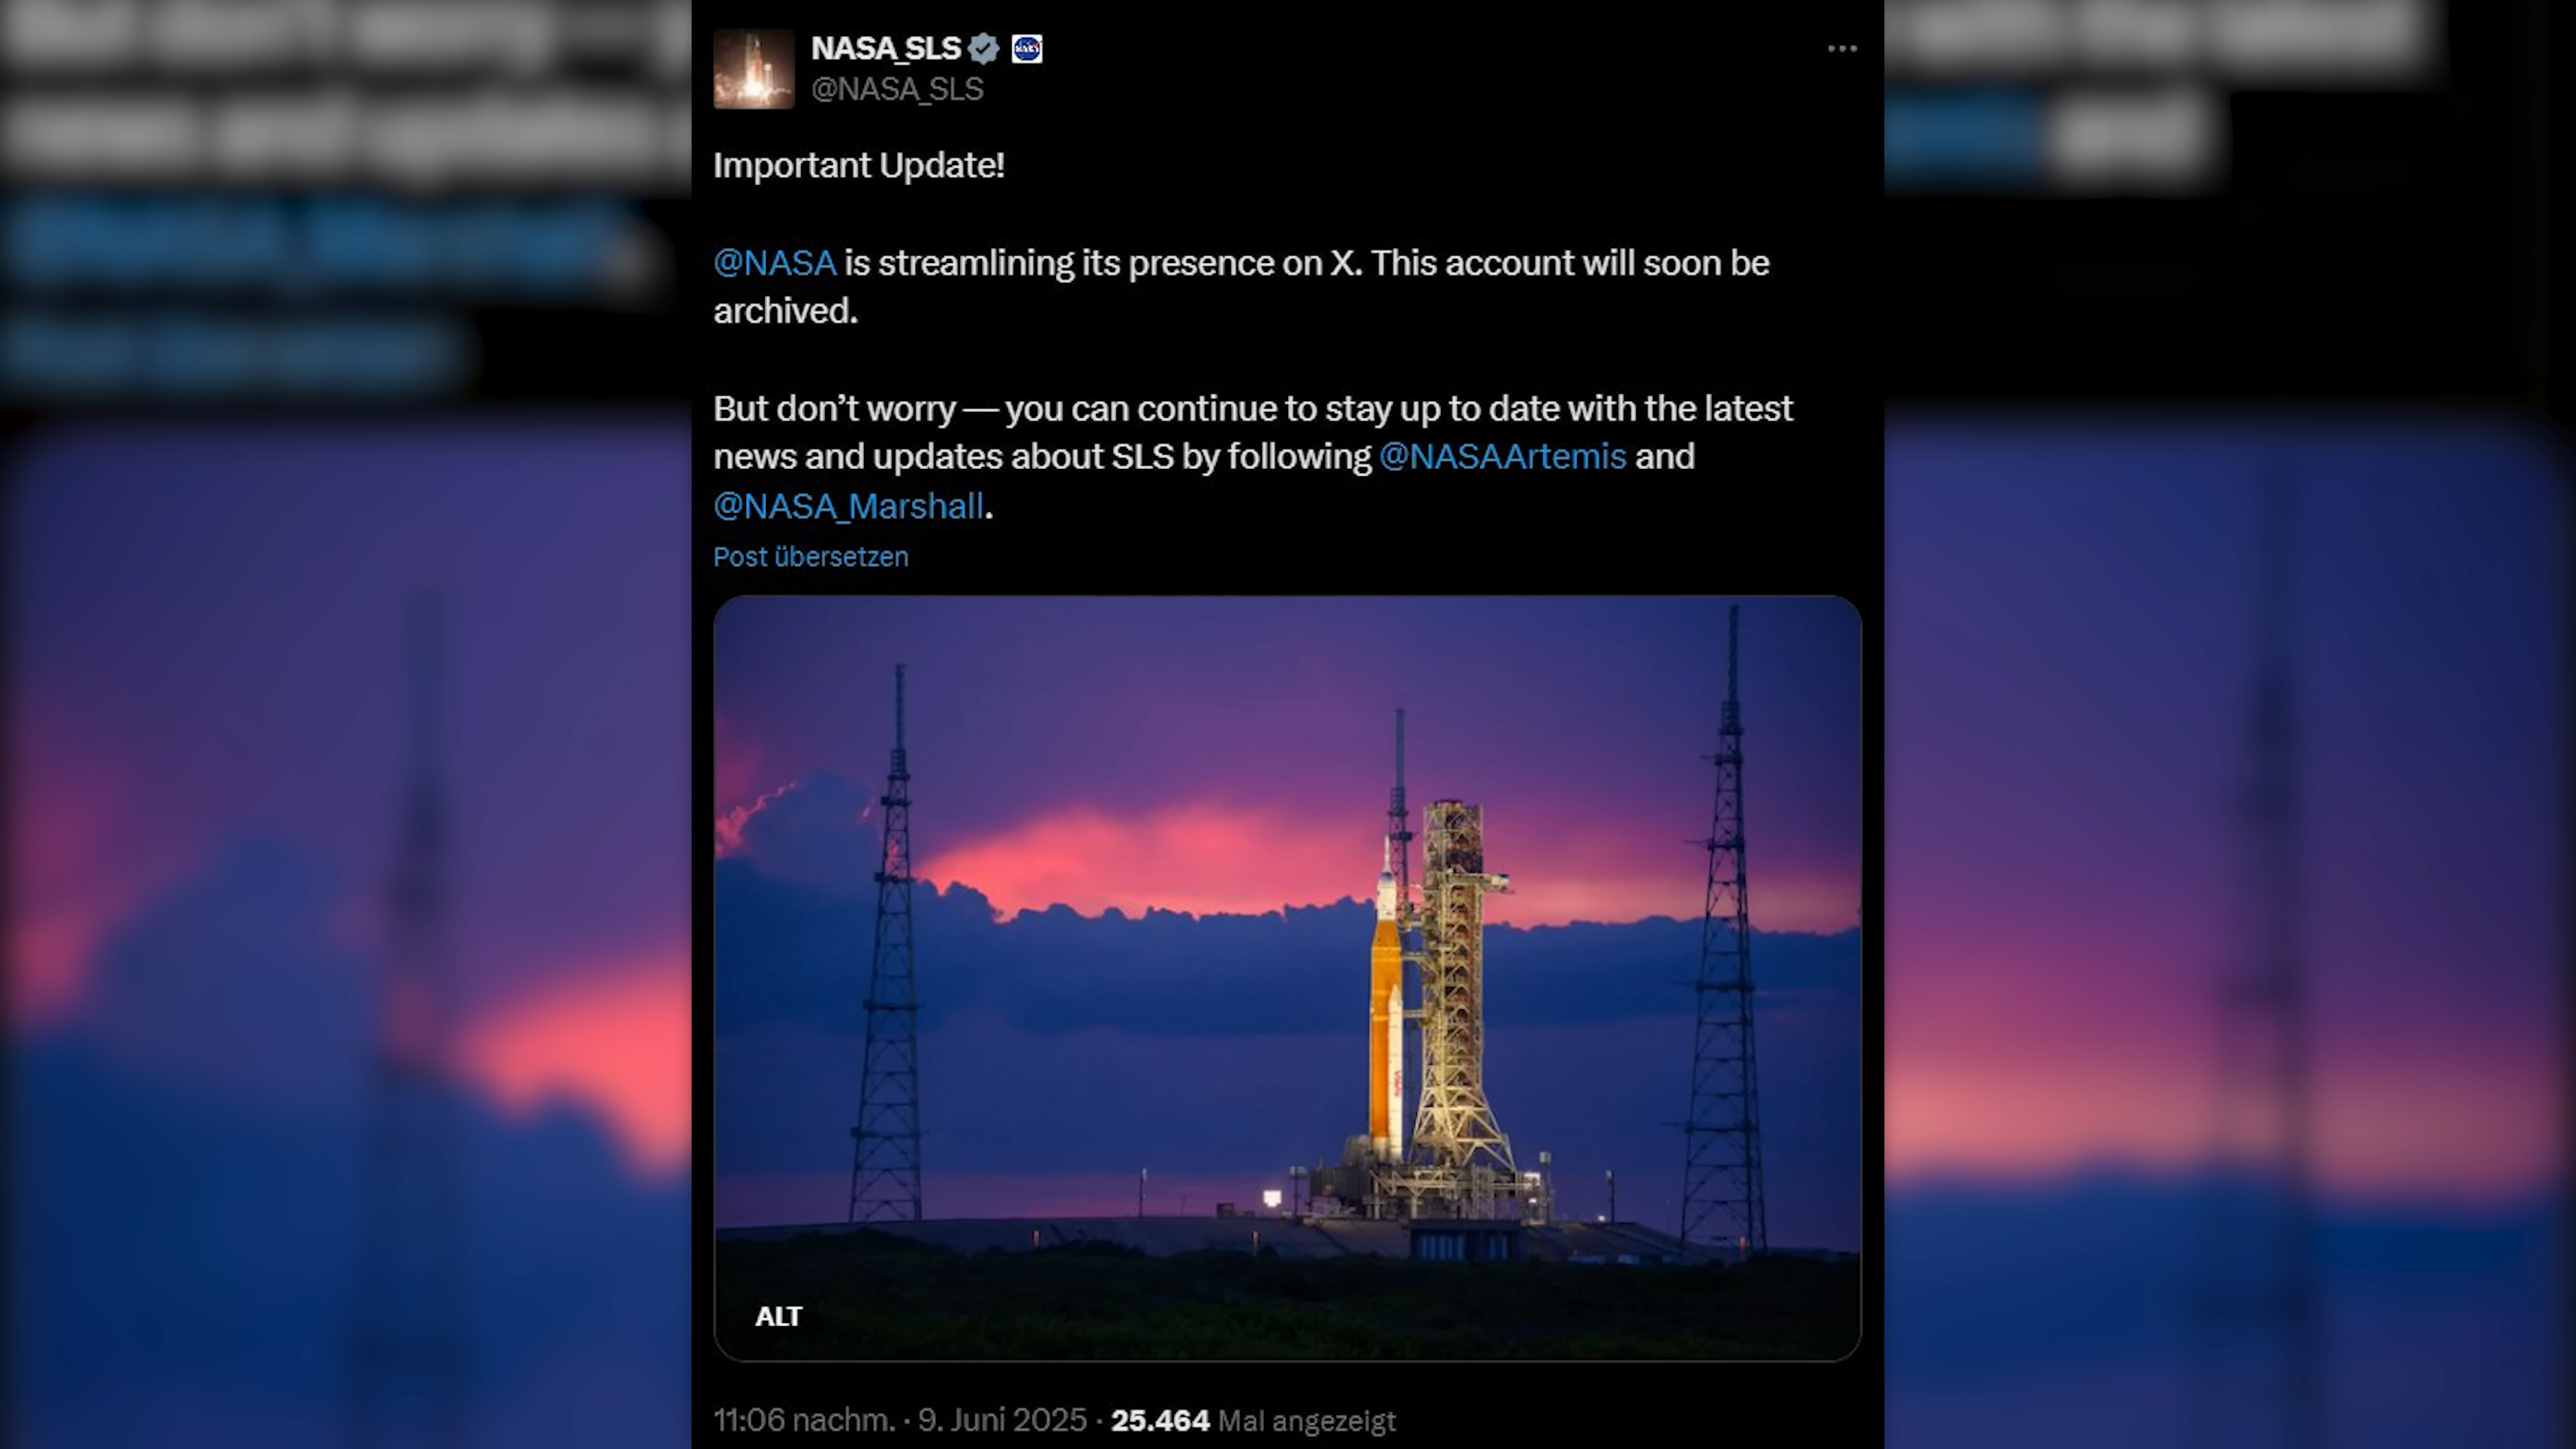 NASA_SLS
@NASA_SLS
Important Update!
@NASA is streamlining its presence on X. This account will soon be
archived.
But don’t worry — you can continue to stay up to date with the latest
news and updates about SLS by following @NASAArtemis and
@NASA_Marshall.
Post übersetzen
ALT
11:06 nachm. · 9. Juni 2025 · 25.464 Mal angezeigt